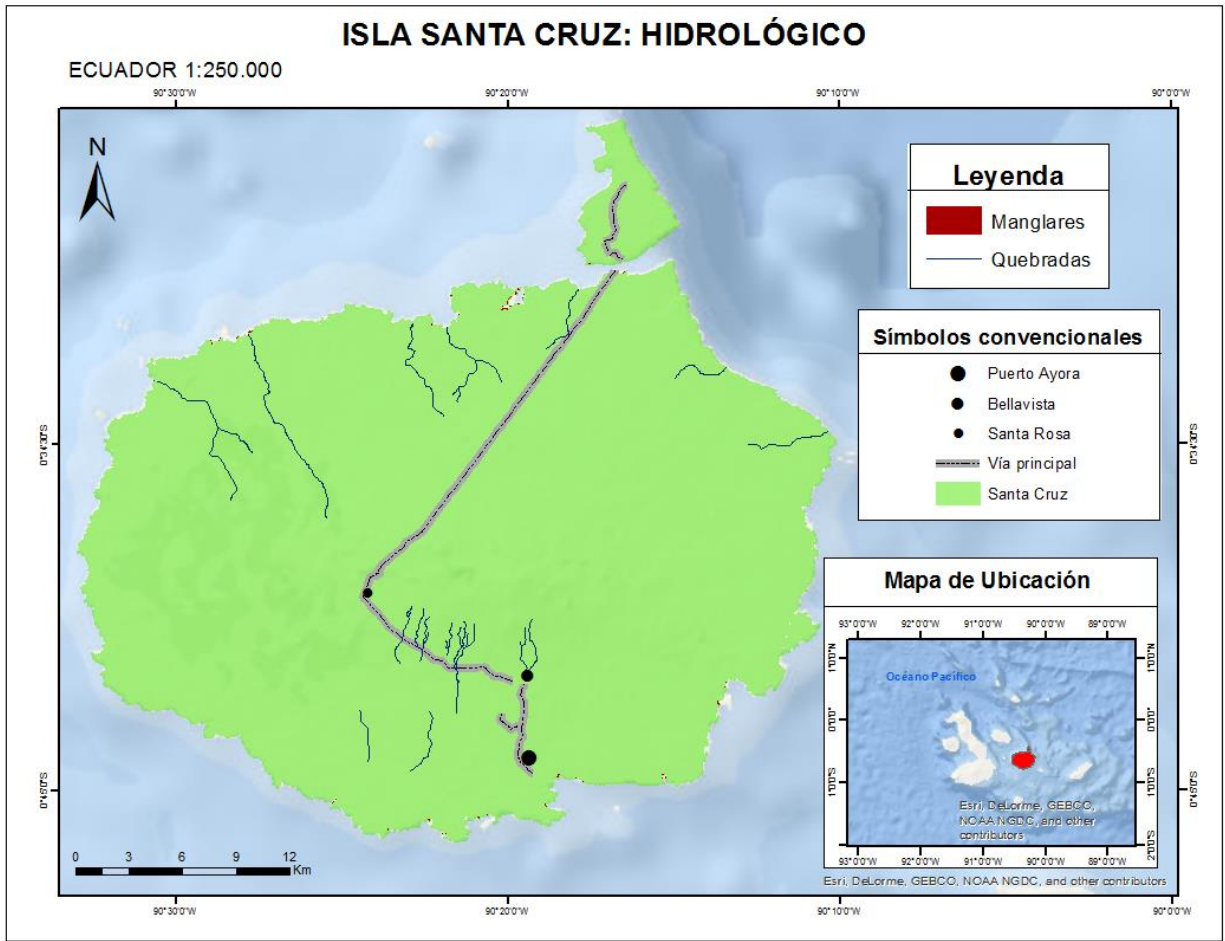 ISLA SANTA CRUZ: HIDROLÓGICO
ECUADOR 1:250.000
90°30'0"W 90°20'0"W 90°10'0"W 90°0'0"W
N
Leyenda
Manglares
Quebradas
Símbolos convencionales
Puerto Ayora
Bellavista
Santa Rosa
Vía principal
Santa Cruz
0°34'30"S 0°34'30"S
Mapa de Ubicación
93°0'0"W 92°0'0"W 91°0'0"W 90°0'0"W 89°0'0"W
1°0'0"N 1°0'0"N
Océano Pacífico
0°0'0" 0°0'0"
1°0'0"S 1°0'0"S
2°0'0"S
Esri, DeLorme, GEBCO,
NOAA NGDC, and other
contributors
93°0'0"W 92°0'0"W 91°0'0"W 90°0'0"W 89°0'0"W
0°45'0"S 0°45'0"S
0 3 6 9 12
Km
Esri, DeLorme, GEBCO, NOAA NGDC, and other contributors
90°30'0"W 90°20'0"W 90°10'0"W 90°0'0"W